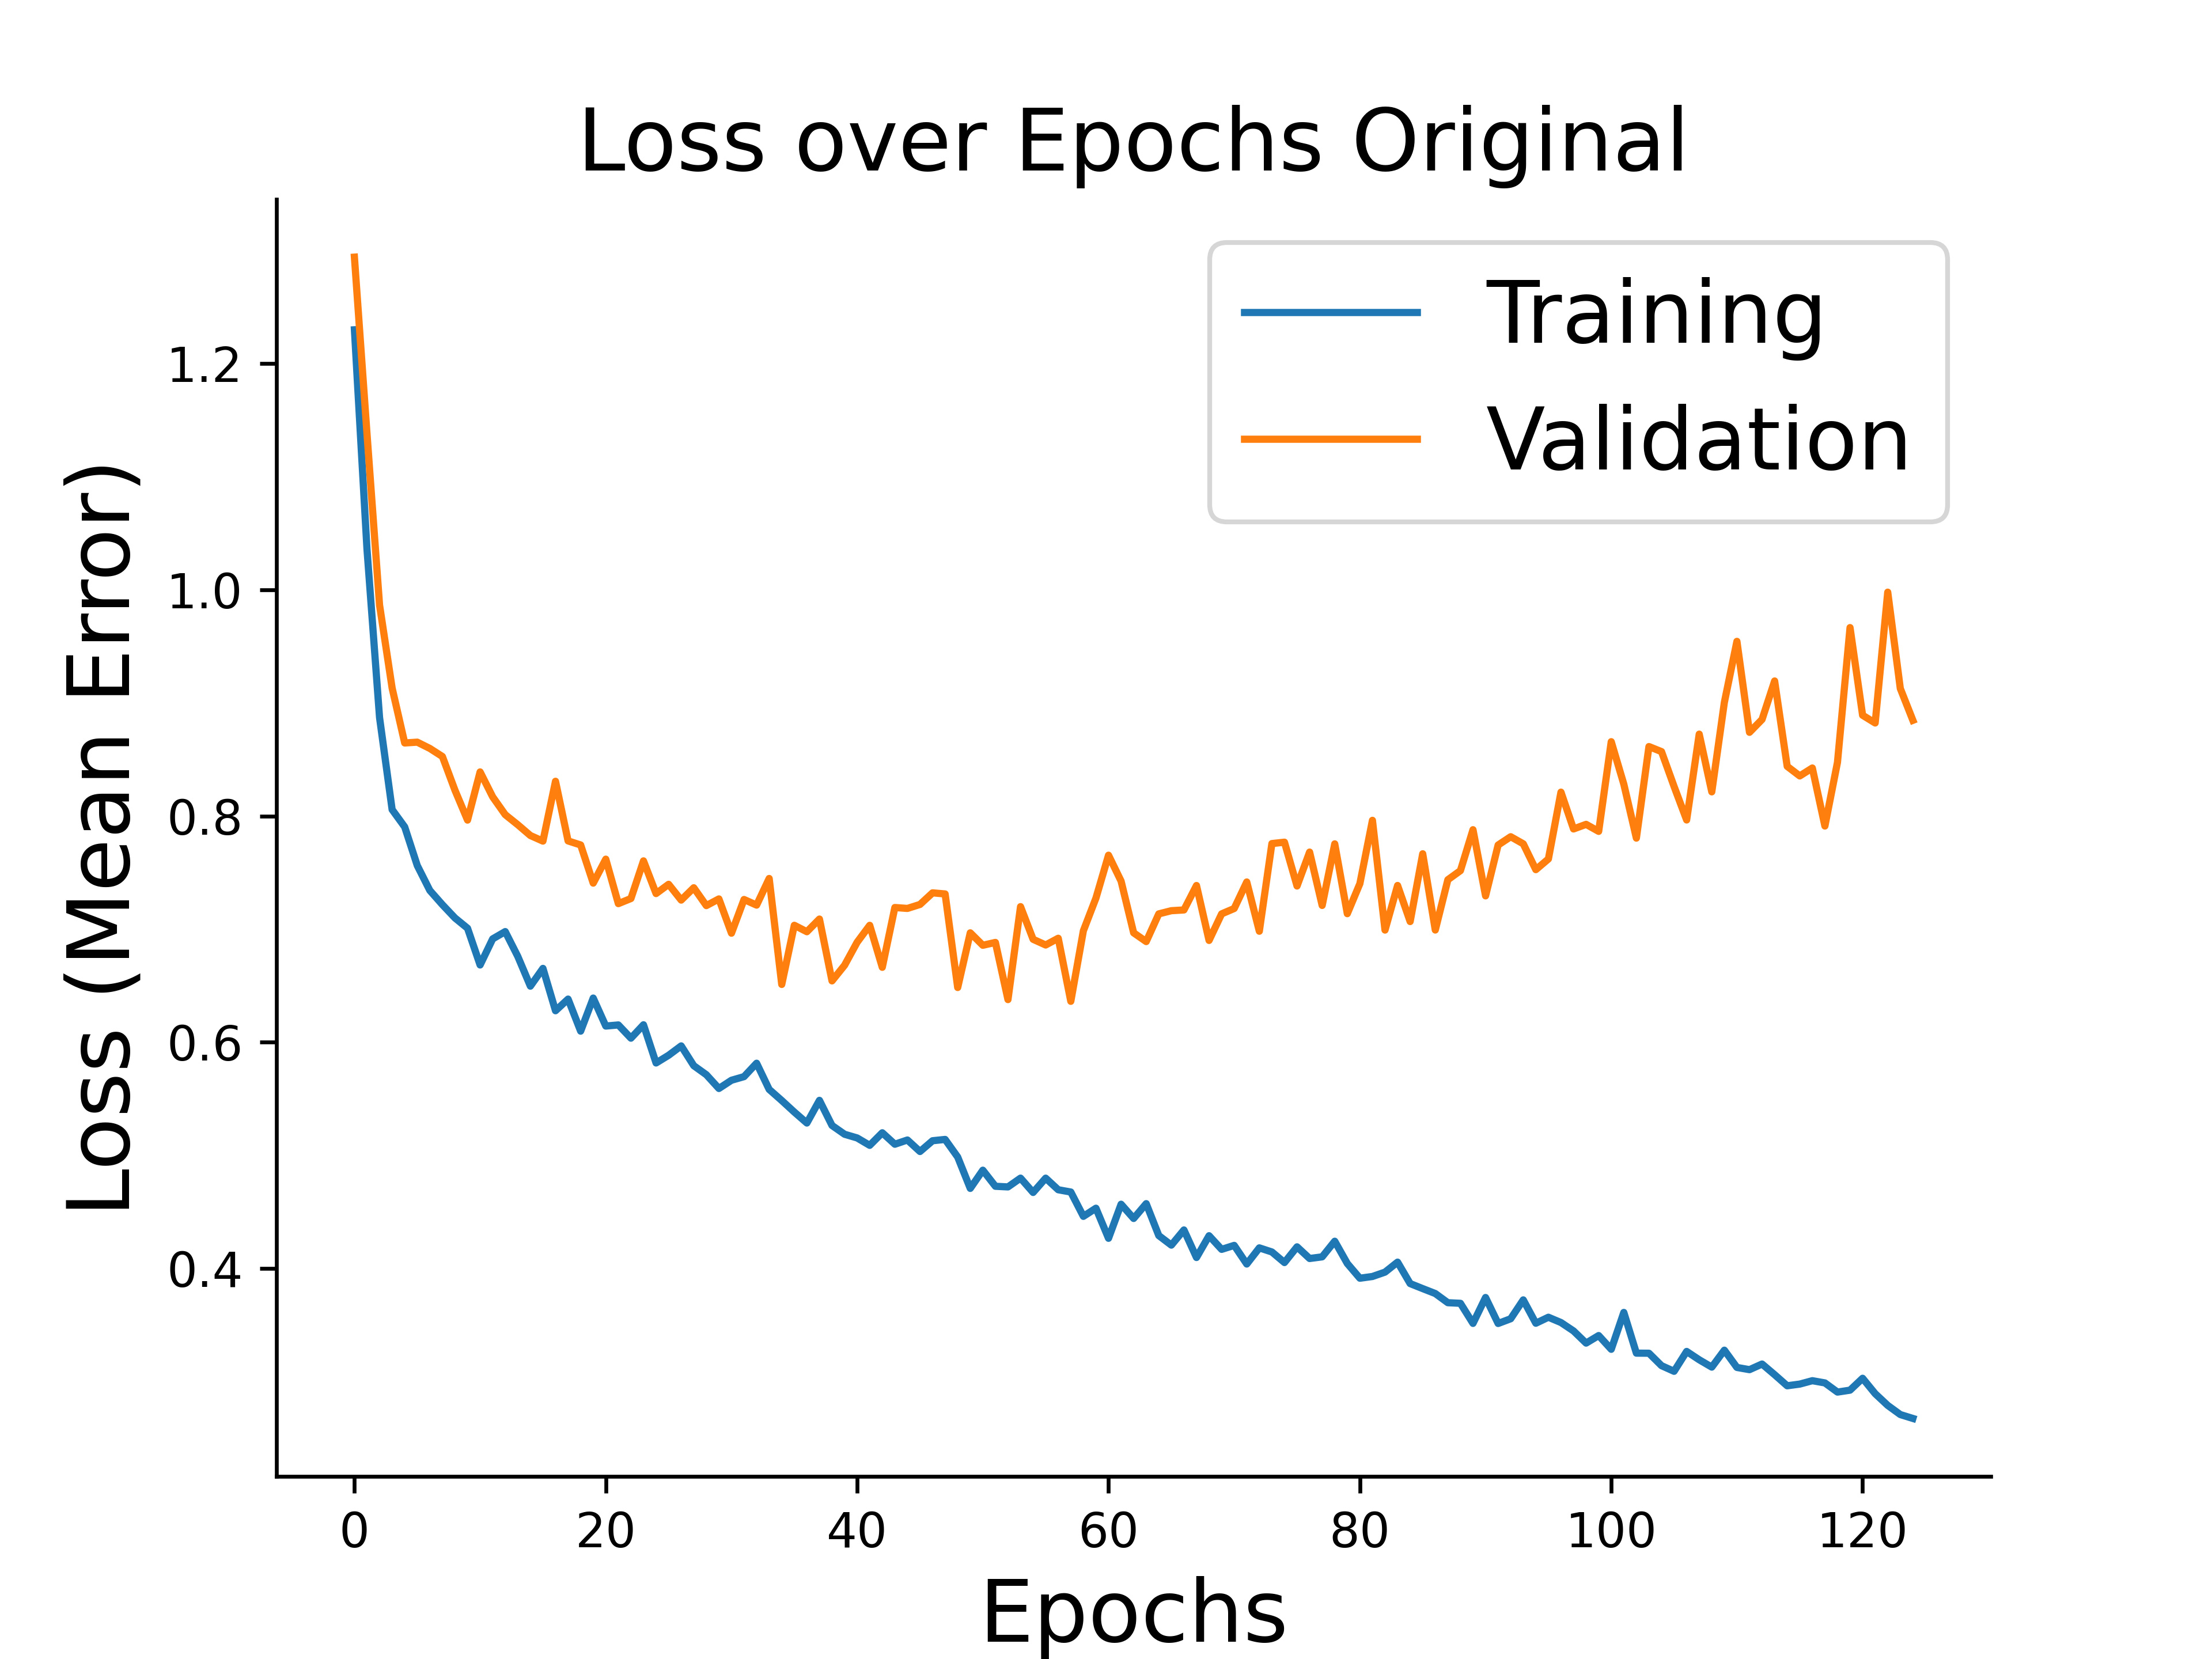 Loss over Epochs Original
Training
Validation
Loss (Mean Error)
1.2
1.0
0.8
0.6
0.4
0 20 40 60 80 100 120
Epochs